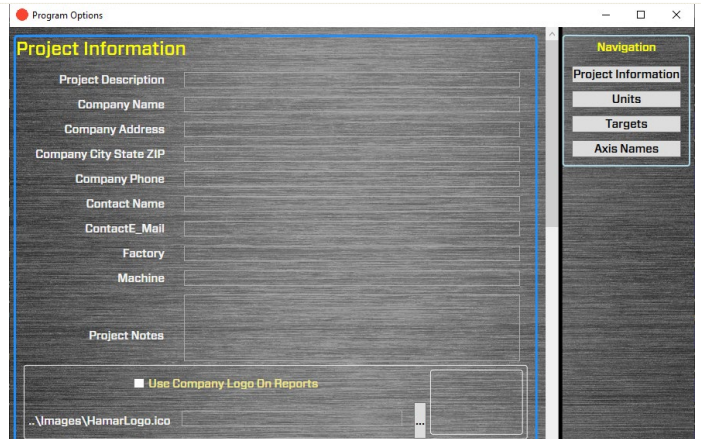 Program Options
Project Information
Project Description
Company Name
Company Address
Company City State ZIP
Company Phone
Contact Name
ContactE_Mail
Factory
Machine
Project Notes
Use Company Logo On Reports
..\Images\HamarLogo.ico
...
Navigation
Project Information
Units
Targets
Axis Names